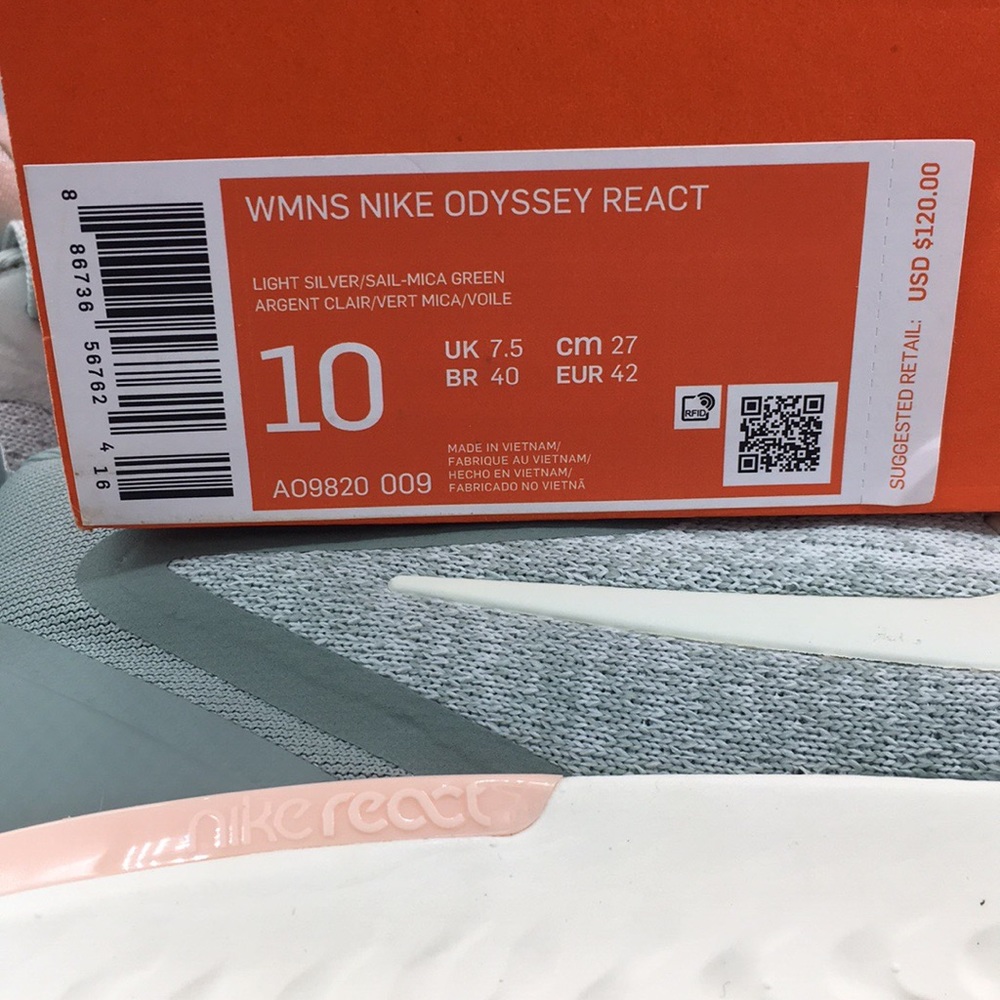 WMNS NIKE ODYSSEY REACT
LIGHT SILVER/SAIL-MICA GREEN
ARGENT CLAIR/VERT MICA/VOILE
10
UK 7.5 cm 27
BR 40 EUR 42
RFID
AO9820 009
MADE IN VIETNAM/
FABRIQUE AU VIETNAM/
HECHO EN VIETNAM/
FABRICADO NO VIETNÃ
8 86736 56762 4 16
SUGGESTED RETAIL: USD $120.00
nikereact